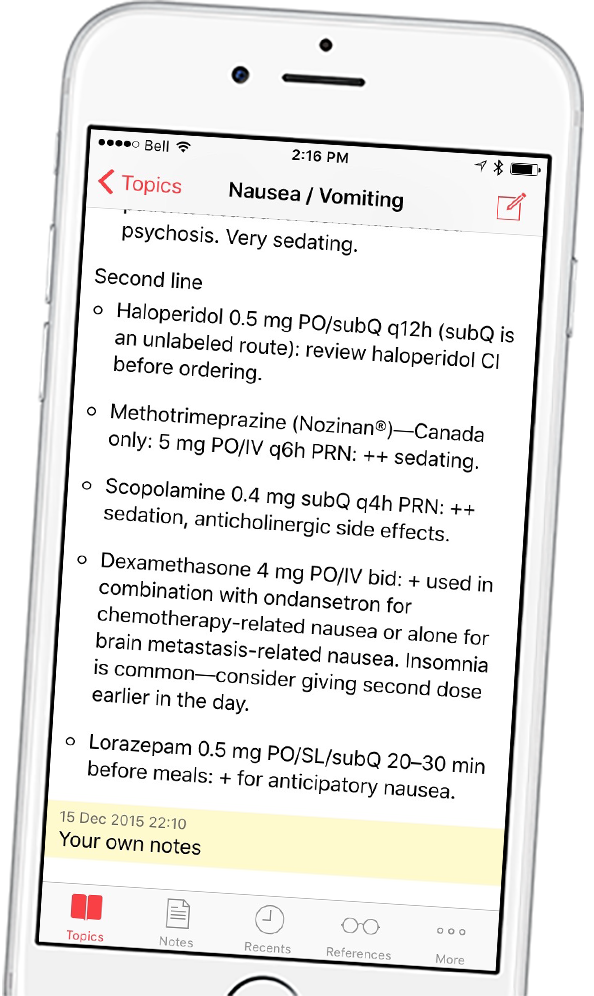 Bell
2:16 PM
Topics
Nausea / Vomiting
psychosis. Very sedating.
Second line
Haloperidol 0.5 mg PO/subQ q12h (subQ is
an unlabeled route): review haloperidol CI
before ordering.
Methotrimeprazine (Nozinan®)—Canada
only: 5 mg PO/IV q6h PRN: ++ sedating.
Scopolamine 0.4 mg subQ q4h PRN: ++
sedation, anticholinergic side effects.
Dexamethasone 4 mg PO/IV bid: + used in
combination with ondansetron for
chemotherapy-related nausea or alone for
brain metastasis-related nausea. Insomnia
is common—consider giving second dose
earlier in the day.
Lorazepam 0.5 mg PO/SL/subQ 20–30 min
before meals: + for anticipatory nausea.
15 Dec 2015 22:10
Your own notes
Topics
Notes
Recents
References
More